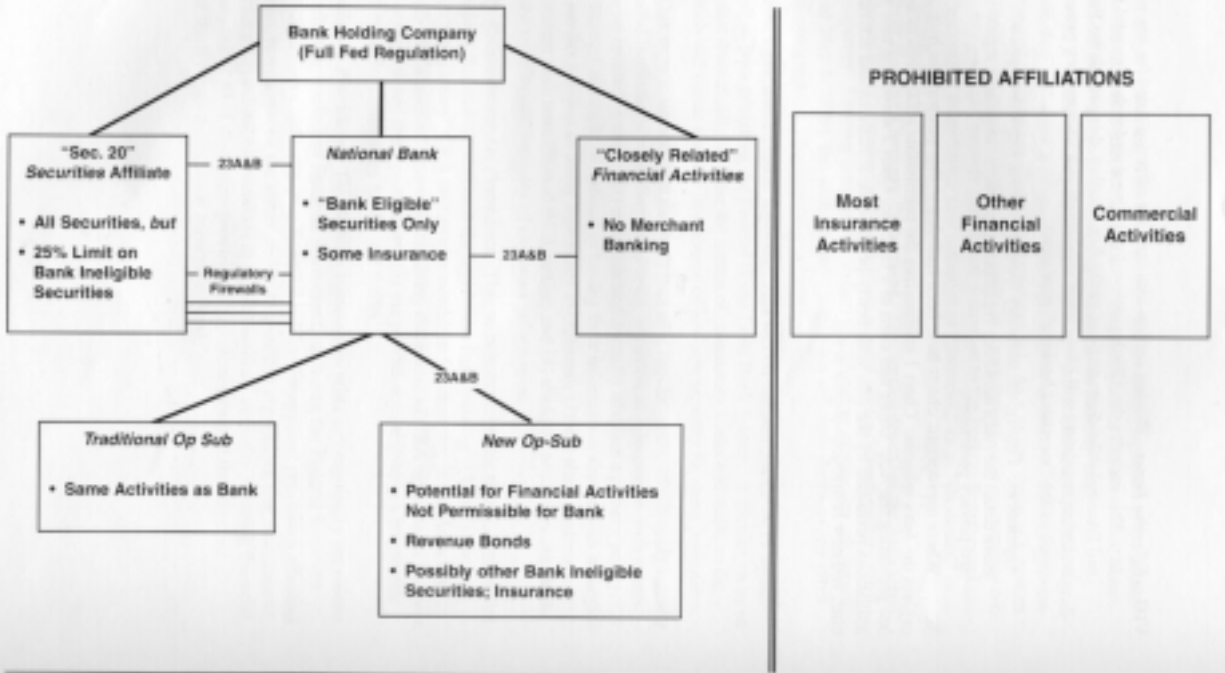 Bank Holding Company
(Full Fed Regulation)
"Sec. 20"
Securities Affiliate
• All Securities, but
• 25% Limit on
Bank Ineligible
Securities
23A&B
Regulatory
Firewalls
National Bank
• "Bank Eligible"
Securities Only
• Some Insurance
23A&B
"Closely Related"
Financial Activities
• No Merchant
Banking
23A&B
Traditional Op Sub
• Same Activities as Bank
New Op-Sub
• Potential for Financial Activities
Not Permissible for Bank
• Revenue Bonds
• Possibly other Bank Ineligible
Securities; Insurance
PROHIBITED AFFILIATIONS
Most
Insurance
Activities
Other
Financial
Activities
Commercial
Activities